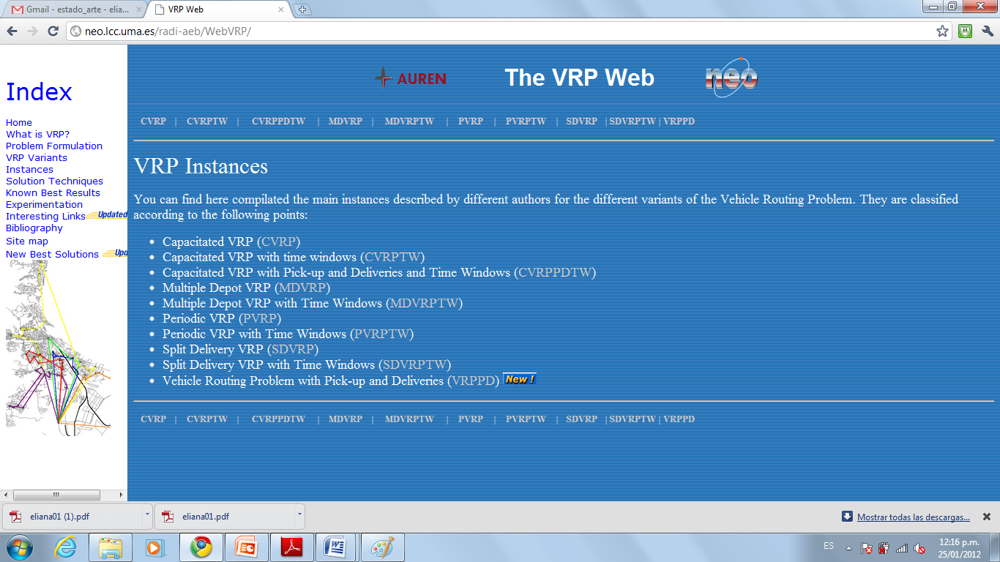 Gmail - estado_arte - elia...
VRP Web
neo.lcc.uma.es/radi-aeb/WebVRP/
Index
Home
What is VRP?
Problem Formulation
VRP Variants
Instances
Solution Techniques
Known Best Results
Experimentation
Interesting Links Updated
Bibliography
Site map
New Best Solutions Upd
AUREN
The VRP Web
neo
CVRP | CVRPTW | CVRPPDTW | MDVRP | MDVRPTW | PVRP | PVRPTW | SDVRP | SDVRPTW | VRPPD
VRP Instances
You can find here compilated the main instances described by different authors for the different variants of the Vehicle Routing Problem. They are classified
according to the following points:
Capacitated VRP (CVRP)
Capacitated VRP with time windows (CVRPTW)
Capacitated VRP with Pick-up and Deliveries and Time Windows (CVRPPDTW)
Multiple Depot VRP (MDVRP)
Multiple Depot VRP with Time Windows (MDVRPTW)
Periodic VRP (PVRP)
Periodic VRP with Time Windows (PVRPTW)
Split Delivery VRP (SDVRP)
Split Delivery VRP with Time Windows (SDVRPTW)
Vehicle Routing Problem with Pick-up and Deliveries (VRPPD) New !
CVRP | CVRPTW | CVRPPDTW | MDVRP | MDVRPTW | PVRP | PVRPTW | SDVRP | SDVRPTW | VRPPD
eliana01 (1).pdf
eliana01.pdf
Mostrar todas las descargas...
ES
12:16 p.m.
25/01/2012